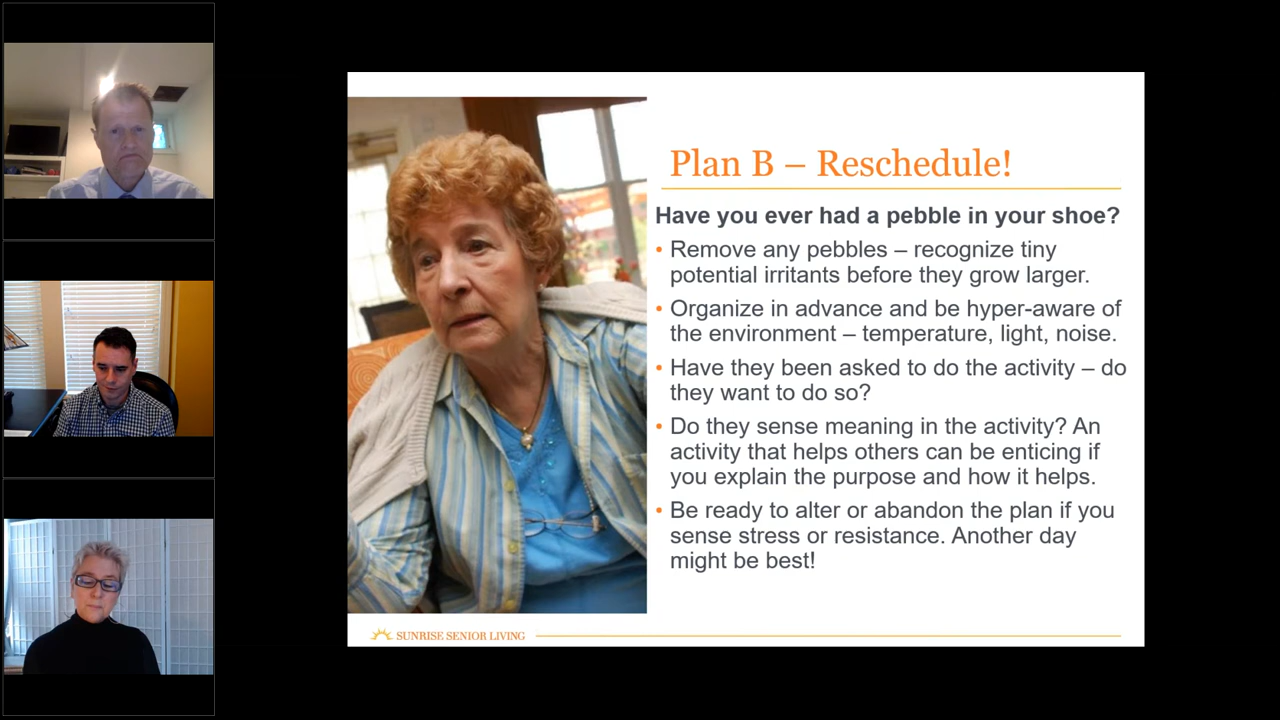 Plan B – Reschedule!
Have you ever had a pebble in your shoe?
• Remove any pebbles – recognize tiny
potential irritants before they grow larger.
• Organize in advance and be hyper-aware of
the environment – temperature, light, noise.
• Have they been asked to do the activity – do
they want to do so?
• Do they sense meaning in the activity? An
activity that helps others can be enticing if
you explain the purpose and how it helps.
• Be ready to alter or abandon the plan if you
sense stress or resistance. Another day
might be best!
SUNRISE SENIOR LIVING